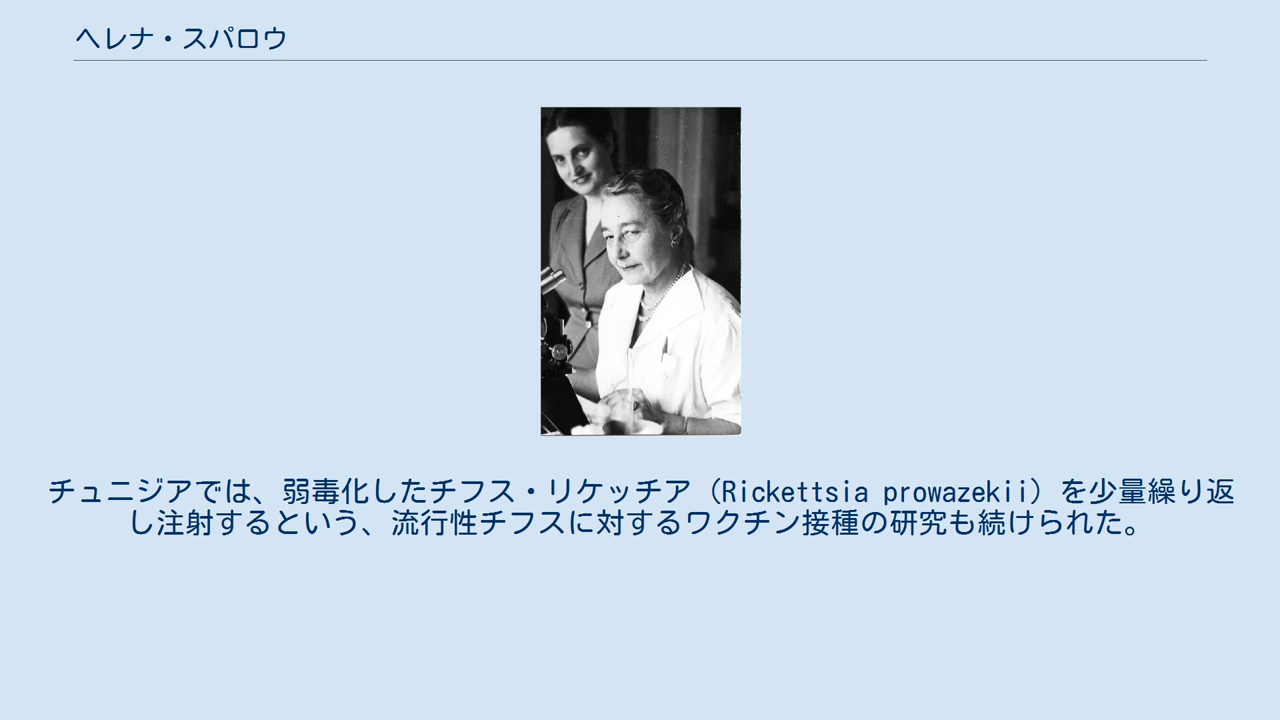 ヘレナ・スパロウ
チュニジアでは、弱毒化したチフス・リケッチア（Rickettsia prowazekii）を少量繰り返
し注射するという、流行性チフスに対するワクチン接種の研究も続けられた。